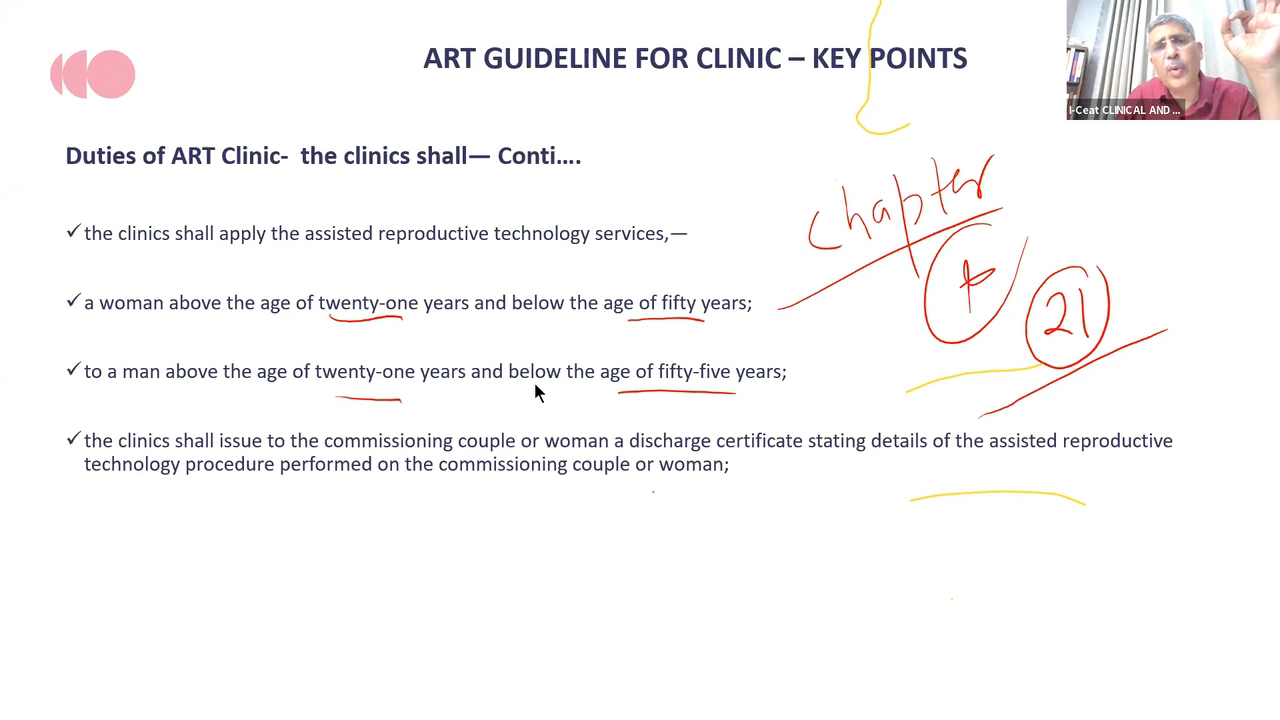 ART GUIDELINE FOR CLINIC – KEY POINTS
I-Ceat CLINICAL AND ...
Duties of ART Clinic-  the clinics shall— Conti….
chapter
✓ the clinics shall apply the assisted reproductive technology services,—
21
✓ a woman above the age of twenty-one years and below the age of fifty years;
✓ to a man above the age of twenty-one years and below the age of fifty-five years;
✓ the clinics shall issue to the commissioning couple or woman a discharge certificate stating details of the assisted reproductive
technology procedure performed on the commissioning couple or woman;